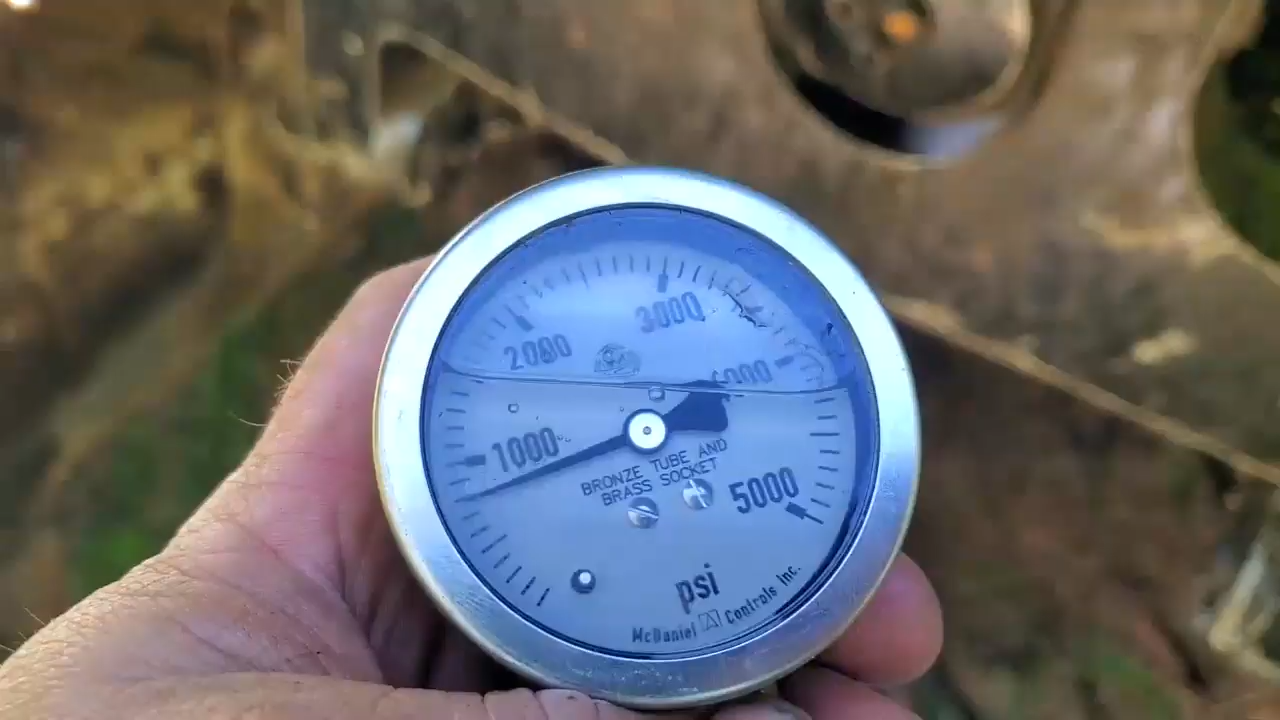 3000
2000
4000
1000
BRONZE TUBE AND
BRASS SOCKET
5000
psi
McDaniel Controls Inc.